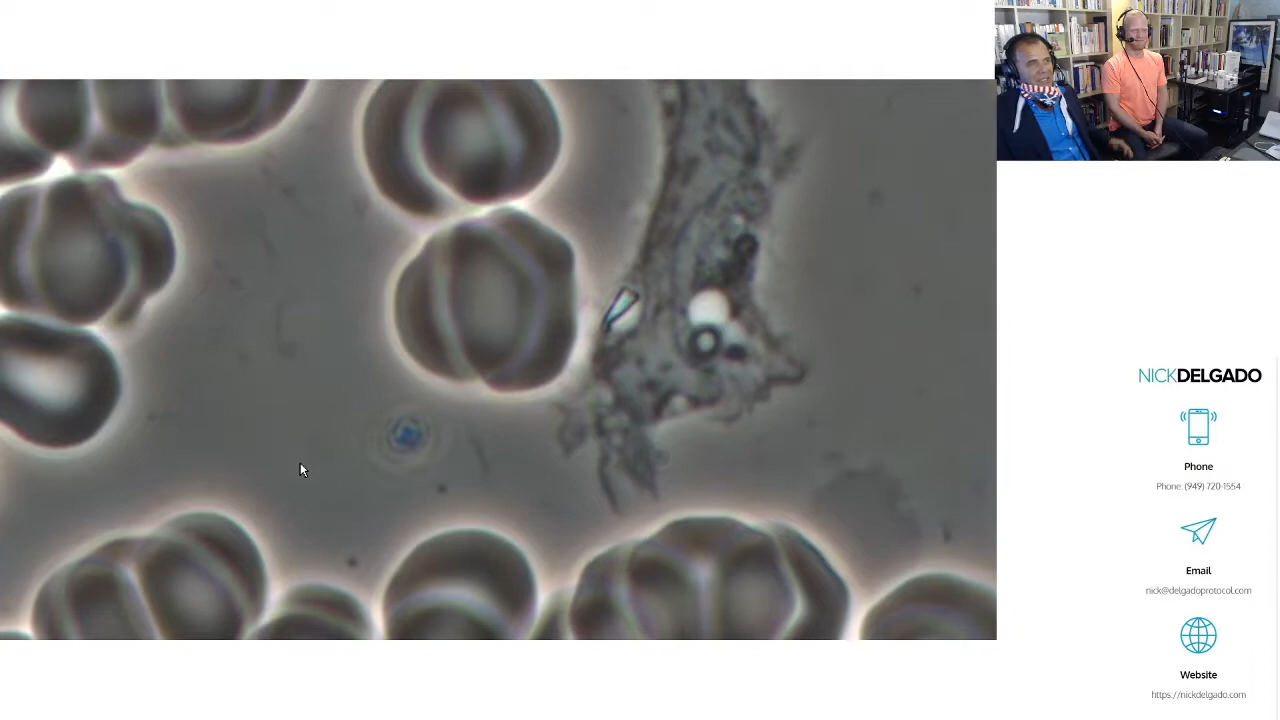 NICKDELGADO
Phone
Phone: (949) 720-1554
Email
nick@delgadoprotocol.com
Website
https://nickdelgado.com